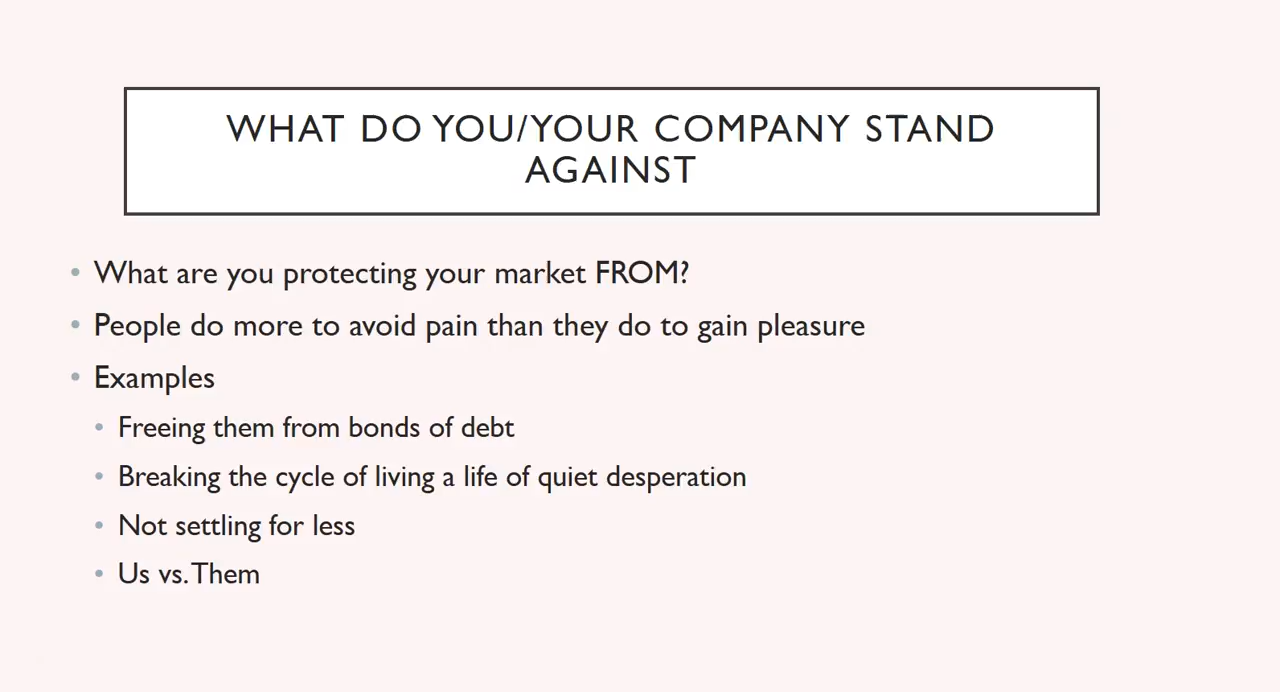 WHAT DO YOU/YOUR COMPANY STAND
AGAINST
• What are you protecting your market FROM?
• People do more to avoid pain than they do to gain pleasure
• Examples
• Freeing them from bonds of debt
• Breaking the cycle of living a life of quiet desperation
• Not settling for less
• Us vs. Them